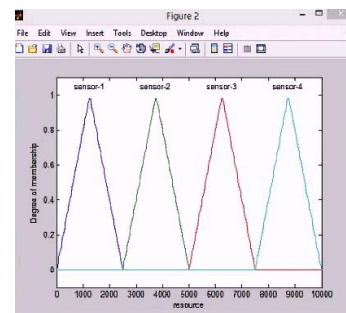 Figure 2
File Edit View Insert Tools Desktop Window Help
sensor-1 sensor-2 sensor-3 sensor-4
1
0.8
0.6
0.4
0.2
0
Degree of membership
0 1000 2000 3000 4000 5000 6000 7000 8000 9000 10000
resource